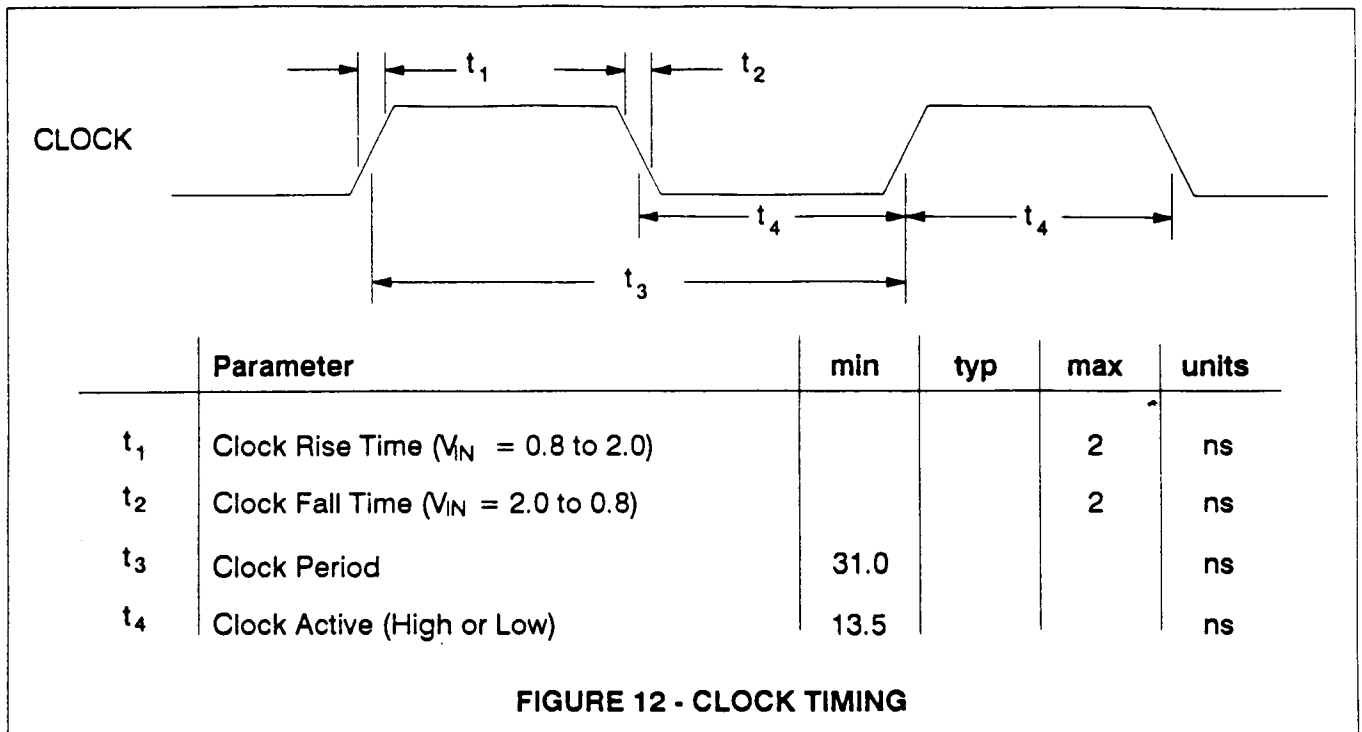 t1 t2
CLOCK
t4 t4
t3
Parameter min typ max units
t1 Clock Rise Time (VIN = 0.8 to 2.0) 2 ns
t2 Clock Fall Time (VIN = 2.0 to 0.8) 2 ns
t3 Clock Period 31.0 ns
t4 Clock Active (High or Low) 13.5 ns
FIGURE 12 - CLOCK TIMING